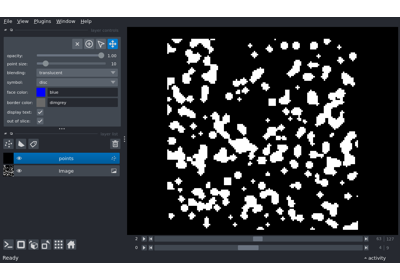 File View Plugins Window Help
opacity: 1.00
point size: 10
blending: translucent
symbol: disc
face color: blue
border color: dimgrey
display text: ✓
out of slice: ✓
points
Image
Ready
activity